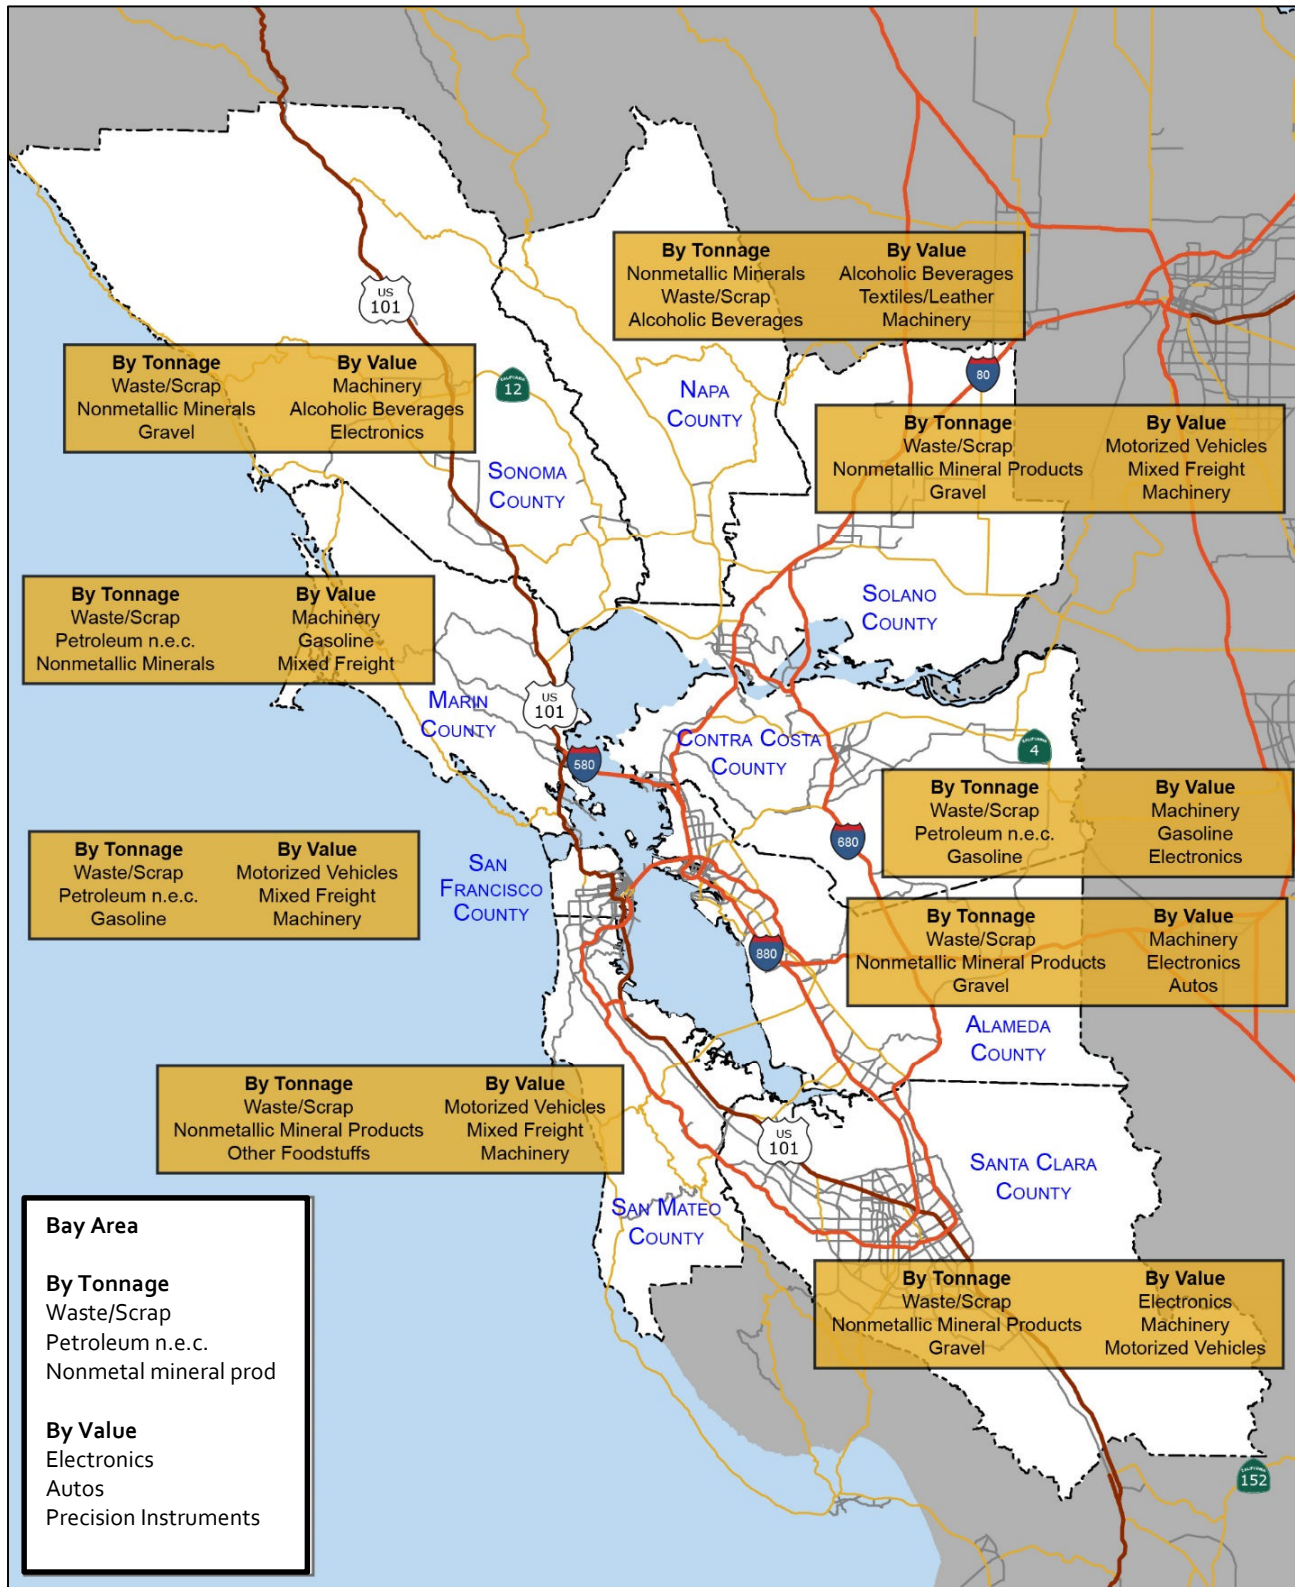 By Tonnage By Value
Nonmetallic Minerals Alcoholic Beverages
Waste/Scrap Textiles/Leather
Alcoholic Beverages Machinery
US
101
By Tonnage By Value
Waste/Scrap Machinery
Nonmetallic Minerals Alcoholic Beverages
Gravel Electronics
CALIFORNIA
12
NAPA
COUNTY
80
By Tonnage By Value
Waste/Scrap Motorized Vehicles
Nonmetallic Mineral Products Mixed Freight
Gravel Machinery
SONOMA
COUNTY
By Tonnage By Value
Waste/Scrap Machinery
Petroleum n.e.c. Gasoline
Nonmetallic Minerals Mixed Freight
SOLANO
COUNTY
MARIN
COUNTY
US
101
580
CONTRA COSTA
COUNTY
CALIFORNIA
4
By Tonnage By Value
Waste/Scrap Machinery
Petroleum n.e.c. Gasoline
Gasoline Electronics
680
By Tonnage By Value
Waste/Scrap Motorized Vehicles
Petroleum n.e.c. Mixed Freight
Gasoline Machinery
SAN
FRANCISCO
COUNTY
880
By Tonnage By Value
Waste/Scrap Machinery
Nonmetallic Mineral Products Electronics
Gravel Autos
ALAMEDA
COUNTY
By Tonnage By Value
Waste/Scrap Motorized Vehicles
Nonmetallic Mineral Products Mixed Freight
Other Foodstuffs Machinery
US
101
SANTA CLARA
COUNTY
SAN MATEO
COUNTY
By Tonnage By Value
Waste/Scrap Electronics
Nonmetallic Mineral Products Machinery
Gravel Motorized Vehicles
CALIFORNIA
152
Bay Area
By Tonnage
Waste/Scrap
Petroleum n.e.c.
Nonmetal mineral prod
By Value
Electronics
Autos
Precision Instruments